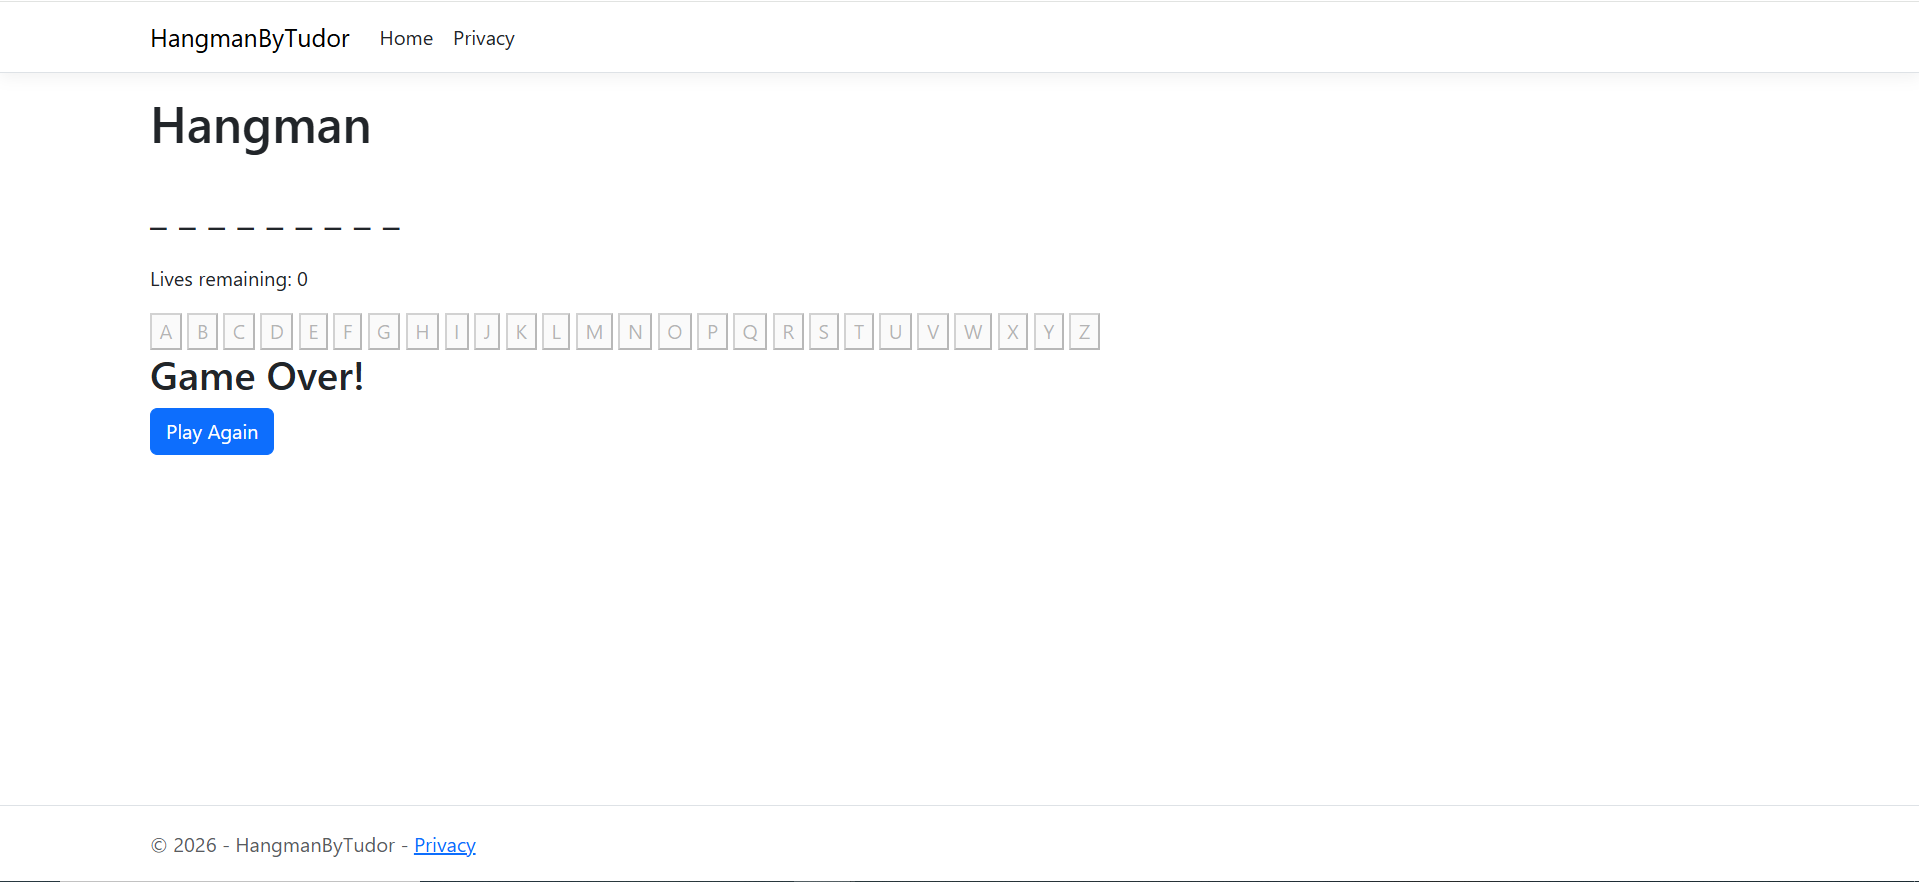 HangmanByTudor Home Privacy
Hangman
_ _ _ _ _ _ _ _ _
Lives remaining: 0
A B C D E F G H I J K L M N O P Q R S T U V W X Y Z
Game Over!
Play Again
© 2026 - HangmanByTudor - Privacy